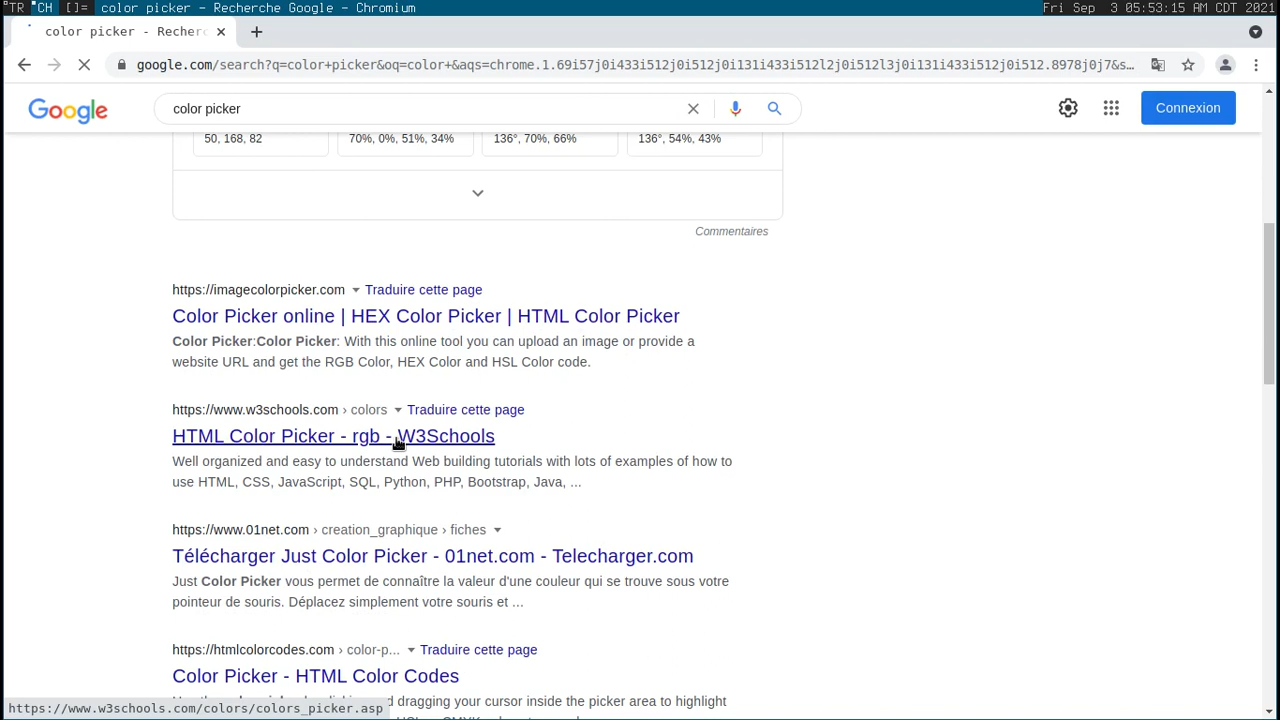 TR CH []= color picker - Recherche Google - Chromium Fri Sep 3 05:53:15 AM CDT 2021
color picker - Recher
google.com/search?q=color+picker&oq=color+&aqs=chrome.1.69i57j0i433i512j0i512j0i131i433i512l2j0i512l3j0i131i433i512j0i512.8978j0j7&s...
Google color picker Connexion
50, 168, 82 70%, 0%, 51%, 34% 136°, 70%, 66% 136°, 54%, 43%
Commentaires
https://imagecolorpicker.com Traduire cette page
Color Picker online | HEX Color Picker | HTML Color Picker
Color Picker:Color Picker: With this online tool you can upload an image or provide a
website URL and get the RGB Color, HEX Color and HSL Color code.
https://www.w3schools.com › colors Traduire cette page
HTML Color Picker - rgb - W3Schools
Well organized and easy to understand Web building tutorials with lots of examples of how to
use HTML, CSS, JavaScript, SQL, Python, PHP, Bootstrap, Java, ...
https://www.01net.com › creation_graphique › fiches
Télécharger Just Color Picker - 01net.com - Telecharger.com
Just Color Picker vous permet de connaître la valeur d'une couleur qui se trouve sous votre
pointeur de souris. Déplacez simplement votre souris et ...
https://htmlcolorcodes.com › color-p... Traduire cette page
Color Picker - HTML Color Codes
d dragging your cursor inside the picker area to highlight
https://www.w3schools.com/colors/colors_picker.asp